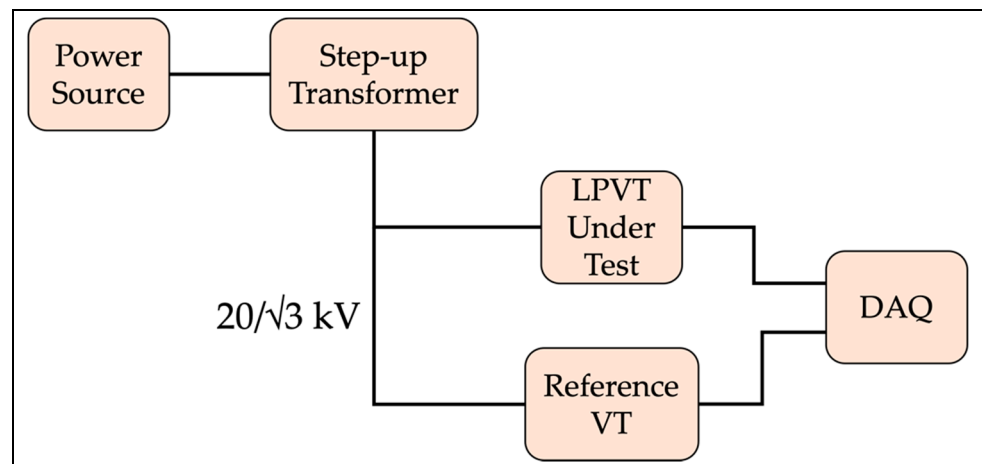 Power
Source
Step-up
Transformer
LPVT
Under
Test
20/√3 kV
DAQ
Reference
VT